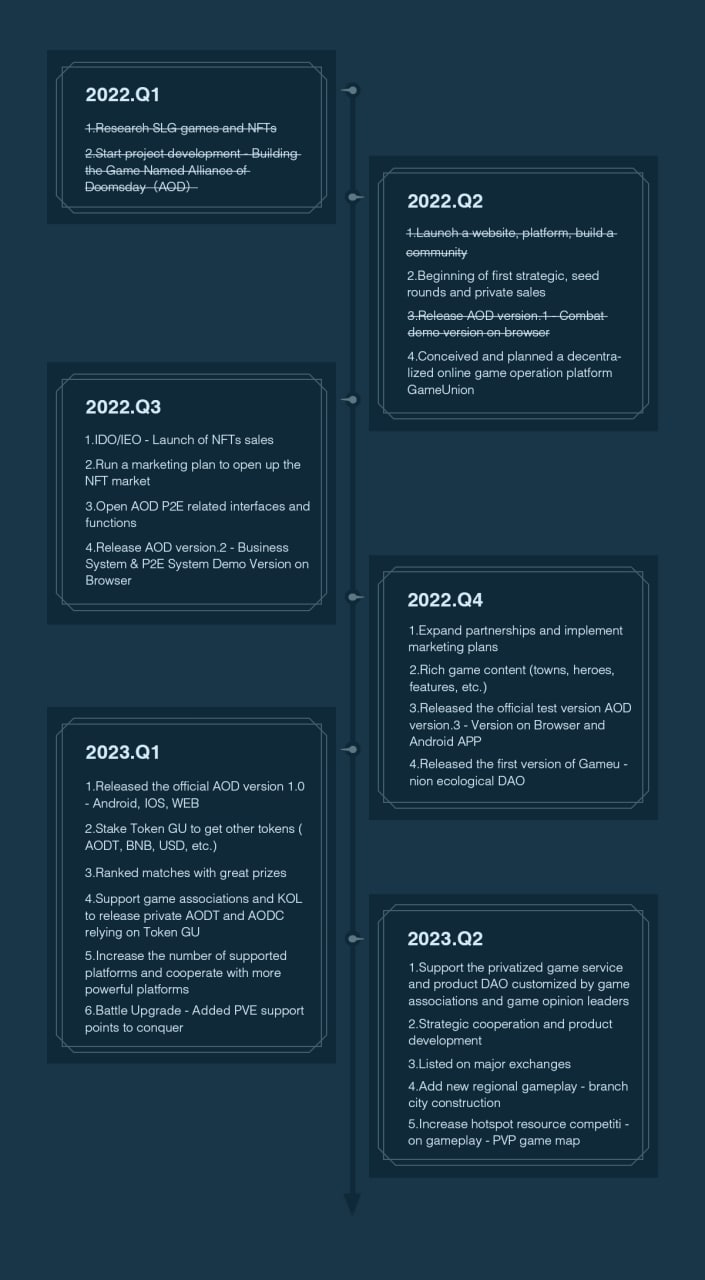 2022.Q1
1.Research SLG games and NFTs
2.Start project development - Building
the Game Named Alliance of
Doomsday（AOD）
2022.Q2
1.Launch a website, platform, build a
community
2.Beginning of first strategic, seed
rounds and private sales
3.Release AOD version.1 - Combat
demo version on browser
4.Conceived and planned a decentra-
lized online game operation platform
GameUnion
2022.Q3
1.IDO/IEO - Launch of NFTs sales
2.Run a marketing plan to open up the
NFT market
3.Open AOD P2E related interfaces and
functions
4.Release AOD version.2 - Business
System & P2E System Demo Version on
Browser
2022.Q4
1.Expand partnerships and implement
marketing plans
2.Rich game content (towns, heroes,
features, etc.)
3.Released the official test version AOD
version.3 - Version on Browser and
Android APP
4.Released the first version of Gameu -
nion ecological DAO
2023.Q1
1.Released the official AOD version 1.0
- Android, IOS, WEB
2.Stake Token GU to get other tokens (
AODT, BNB, USD, etc.)
3.Ranked matches with great prizes
4.Support game associations and KOL
to release private AODT and AODC
relying on Token GU
5.Increase the number of supported
platforms and cooperate with more
powerful platforms
6.Battle Upgrade - Added PVE support
points to conquer
2023.Q2
1.Support the privatized game service
and product DAO customized by game
associations and game opinion leaders
2.Strategic cooperation and product
development
3.Listed on major exchanges
4.Add new regional gameplay - branch
city construction
5.Increase hotspot resource competiti -
on gameplay - PVP game map